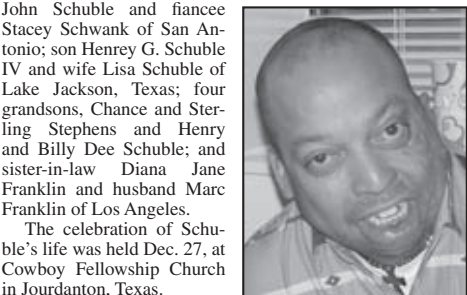 John Schuble and fiancee
Stacey Schwank of San An-
tonio; son Henrey G. Schuble
IV and wife Lisa Schuble of
Lake Jackson, Texas; four
grandsons, Chance and Ster-
ling Stephens and Henry
and Billy Dee Schuble; and
sister-in-law Diana Jane
Franklin and husband Marc
Franklin of Los Angeles.
The celebration of Schu-
ble's life was held Dec. 27, at
Cowboy Fellowship Church
in Jourdanton, Texas.